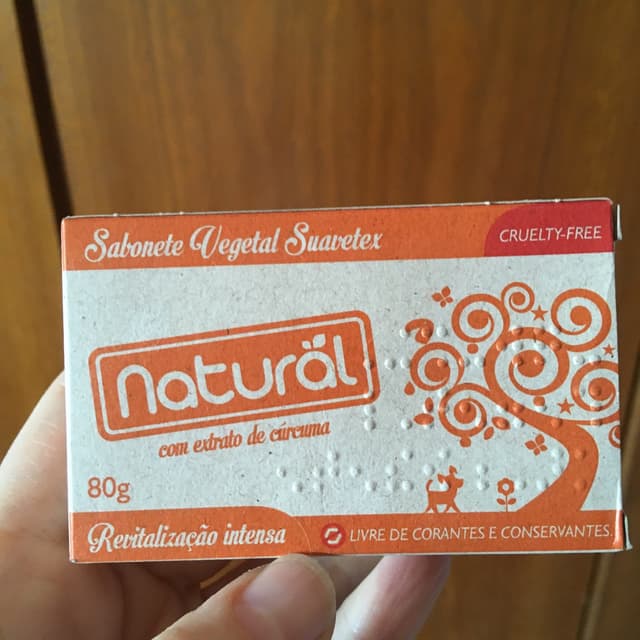 Sabonete Vegetal Suavetex
CRUELTY-FREE
naturäl
com extrato de cúrcuma
80g
Revitalização intensa
LIVRE DE CORANTES E CONSERVANTES